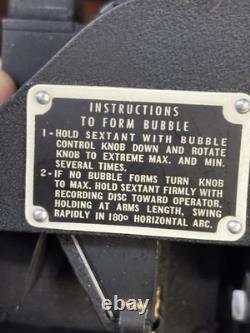 INSTRUCTIONS
TO FORM BUBBLE
1-HOLD SEXTANT WITH BUBBLE
CONTROL KNOB DOWN AND ROTATE
KNOB TO EXTREME MAX. AND MIN.
SEVERAL TIMES.
2-IF NO BUBBLE FORMS TURN KNOB
TO MAX. HOLD SEXTANT FIRMLY WITH
RECORDING DISC TOWARD OPERATOR.
HOLDING AT ARMS LENGTH, SWING
RAPIDLY IN 180° HORIZONTAL ARC.
thecabinet.com